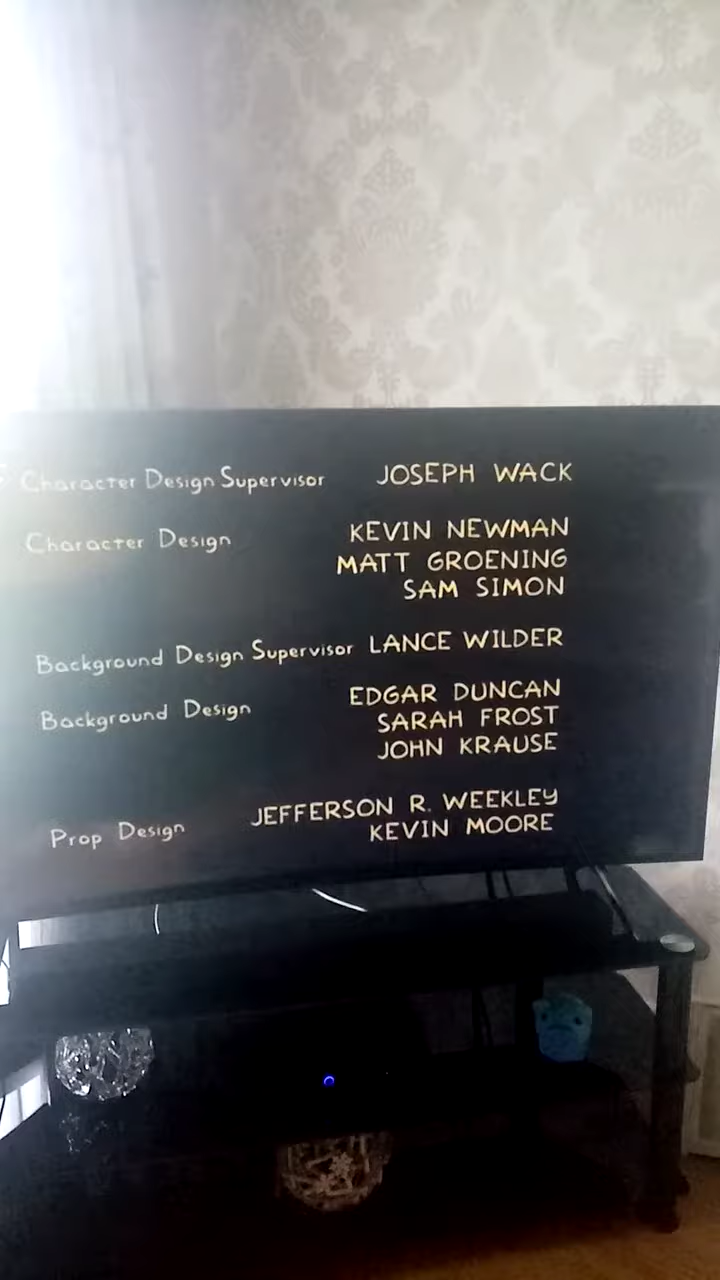 Character Design Supervisor JOSEPH WACK
Character Design KEVIN NEWMAN
MATT GROENING
SAM SIMON
Background Design Supervisor LANCE WILDER
Background Design EDGAR DUNCAN
SARAH FROST
JOHN KRAUSE
Prop Design JEFFERSON R. WEEKLEY
KEVIN MOORE